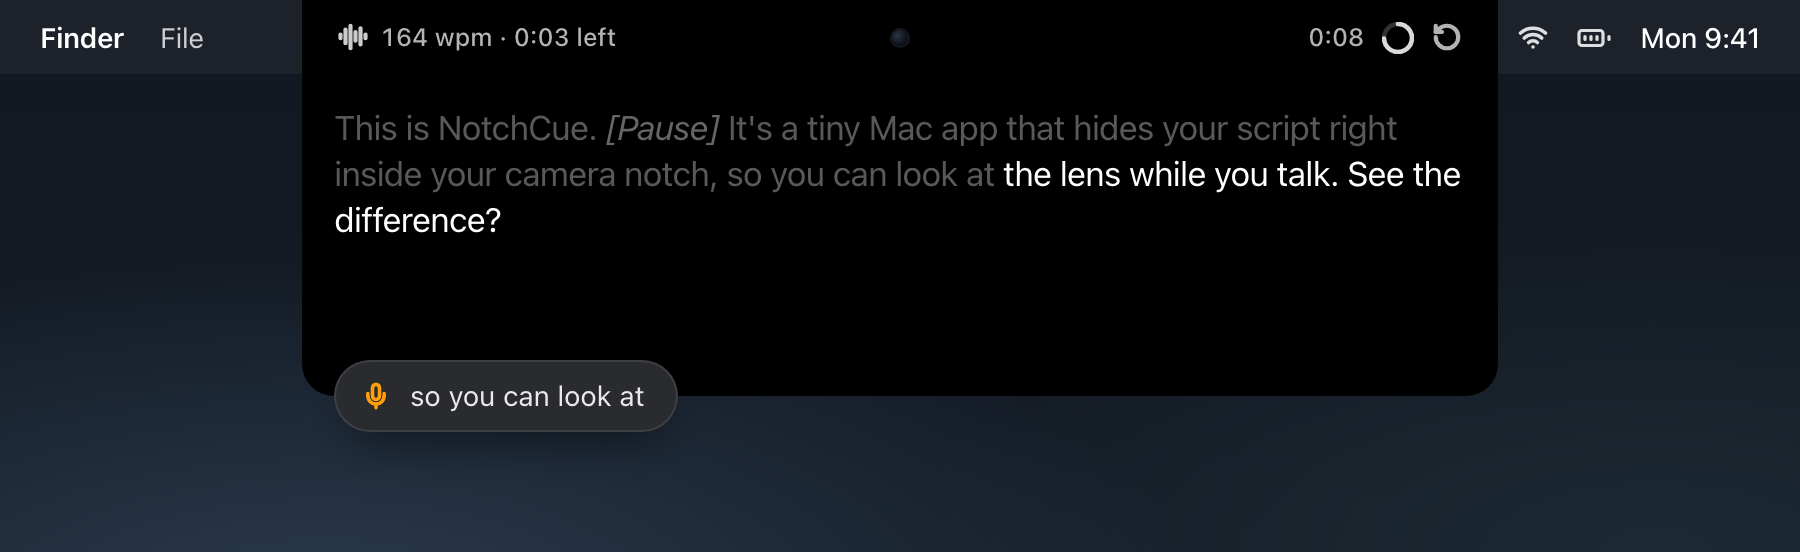 Finder File 164 wpm · 0:03 left 0:08 Mon 9:41
This is NotchCue. [Pause] It's a tiny Mac app that hides your script right
inside your camera notch, so you can look at the lens while you talk. See the
difference?
so you can look at